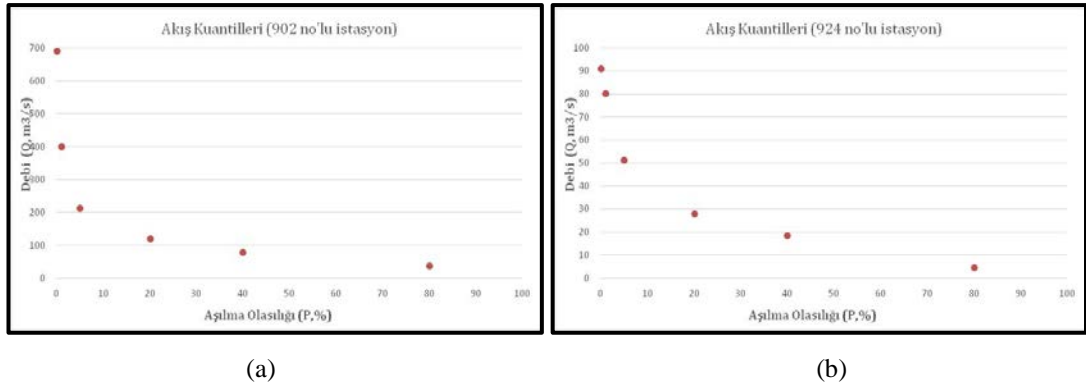 Akış Kuantilleri (902 no'lu istasyon)
700
600
500
400
300
200
100
0
Debi (Q,m3/s)
0 10 20 30 40 50 60 70 80 90 100
Aşılma Olasılığı (P,%)
(a)
Akış Kuantilleri (924 no'lu istasyon)
100
90
80
70
60
50
40
30
20
10
0
Debi (Q,m3/s)
0 10 20 30 40 50 60 70 80 90 100
Aşılma Olasılığı (P,%)
(b)